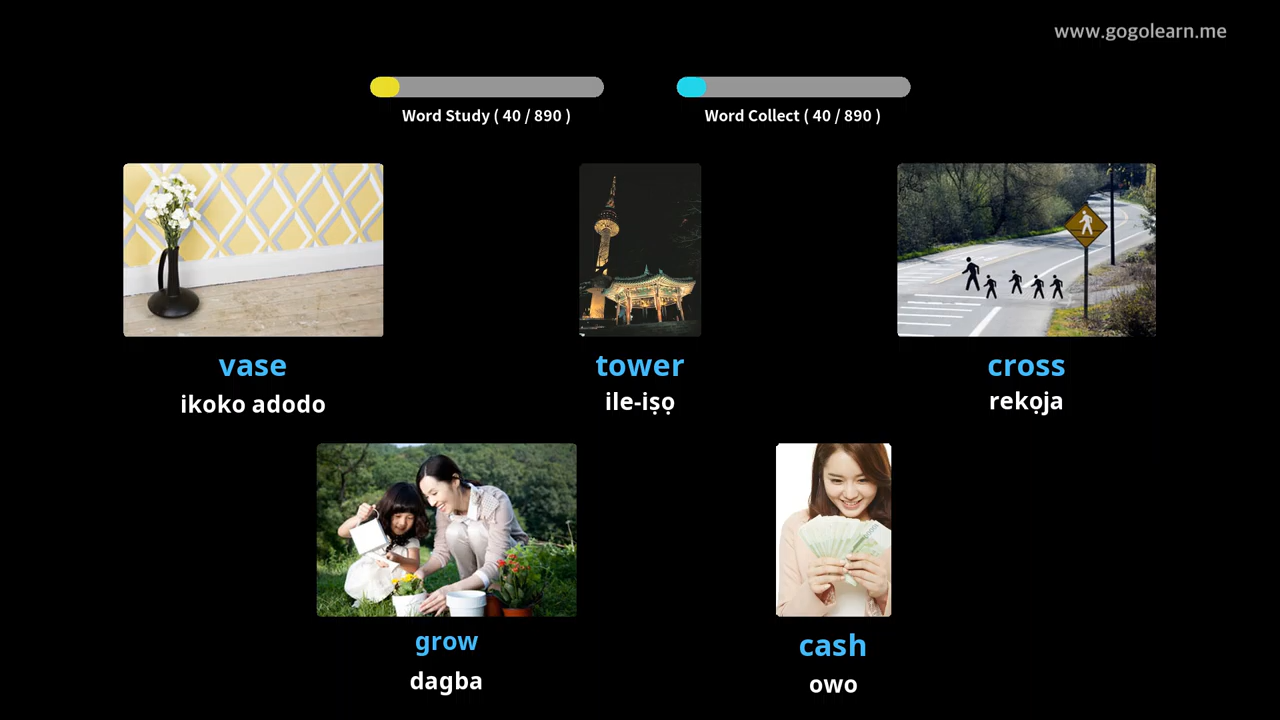 www.gogolearn.me
Word Study ( 40 / 890 )
Word Collect ( 40 / 890 )
vase
ikoko adodo
tower
ile-iṣọ
cross
rekọja
grow
dagba
cash
owo